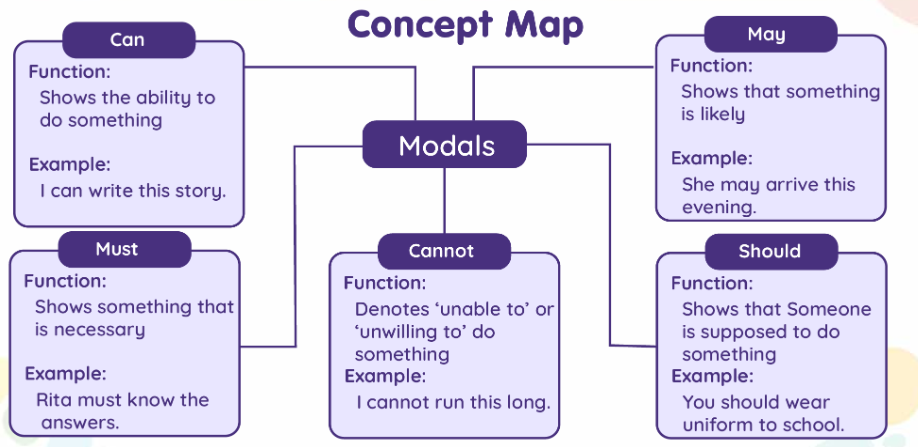 Concept Map
Can
Function:
Shows the ability to
do something
Example:
I can write this story.
May
Function:
Shows that something
is likely
Example:
She may arrive this
evening.
Modals
Must
Function:
Shows something that
is necessary
Example:
Rita must know the
answers.
Cannot
Function:
Denotes ‘unable to’ or
‘unwilling to’ do
something
Example:
I cannot run this long.
Should
Function:
Shows that Someone
is supposed to do
something
Example:
You should wear
uniform to school.